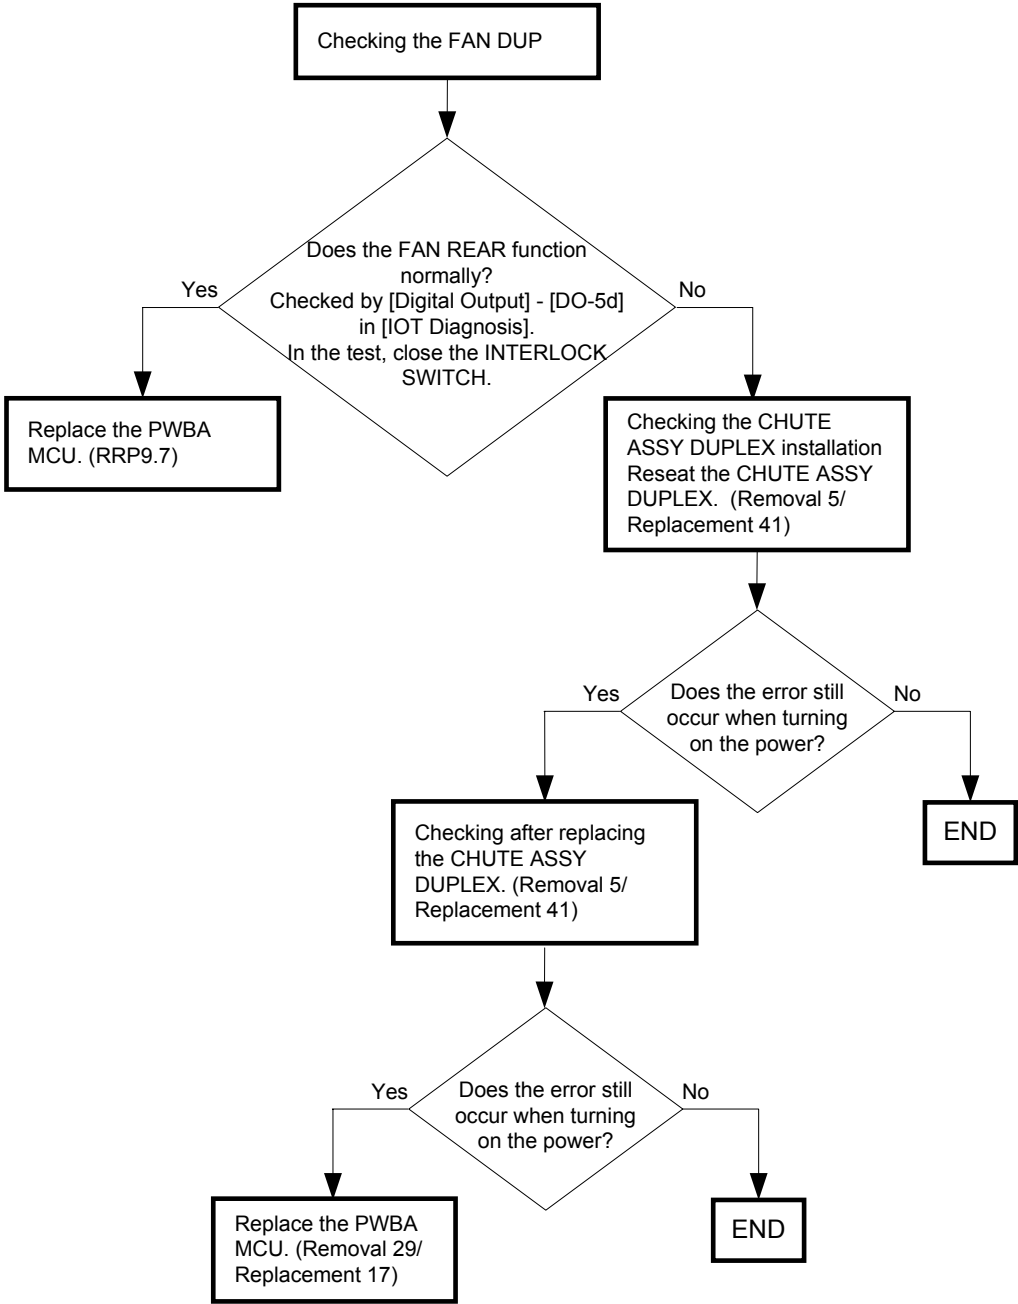 Checking the FAN DUP
Does the FAN REAR function
normally?
Checked by [Digital Output] - [DO-5d]
in [IOT Diagnosis].
In the test, close the INTERLOCK
SWITCH.
Yes
No
Replace the PWBA
MCU. (RRP9.7)
Checking the CHUTE
ASSY DUPLEX installation
Reseat the CHUTE ASSY
DUPLEX.  (Removal 5/
Replacement 41)
Does the error still
occur when turning
on the power?
Yes
No
END
Checking after replacing
the CHUTE ASSY
DUPLEX. (Removal 5/
Replacement 41)
Does the error still
occur when turning
on the power?
Yes
No
Replace the PWBA
MCU. (Removal 29/
Replacement 17)
END